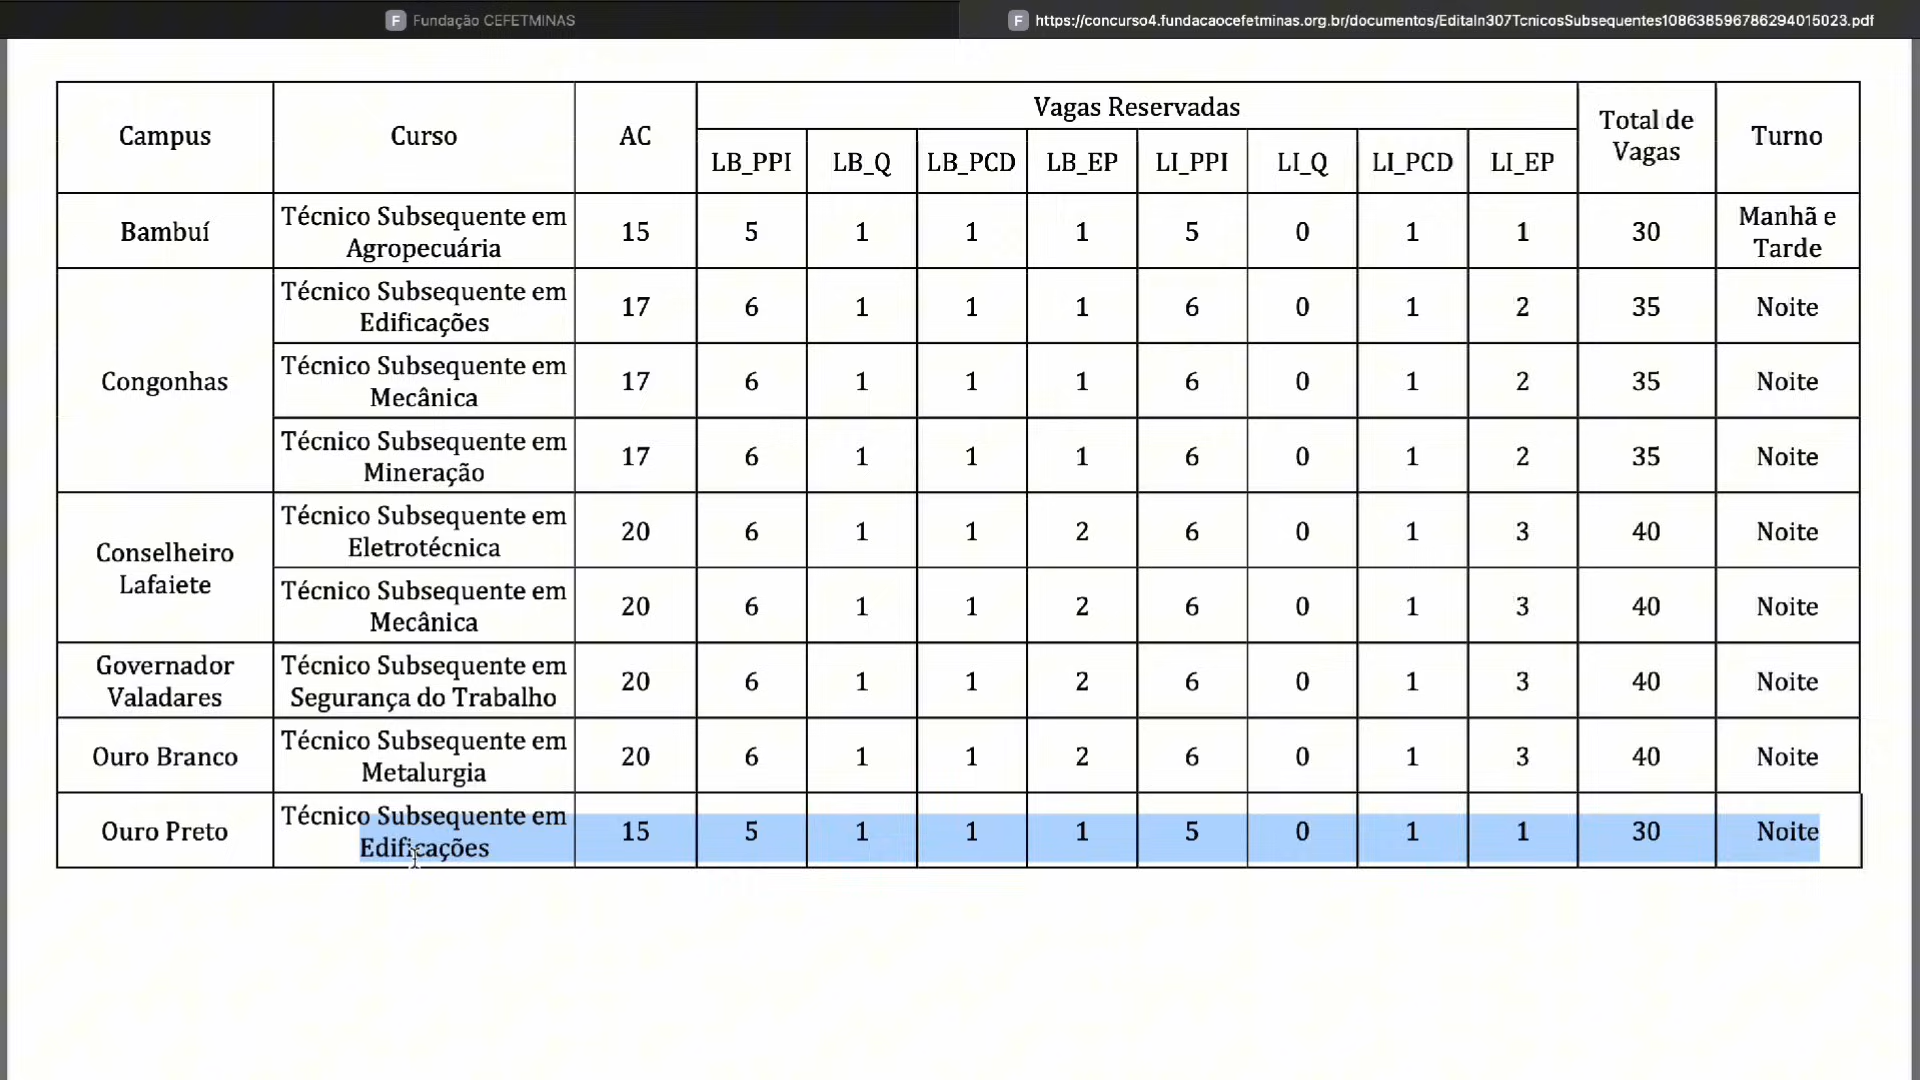 Fundação CEFETMINAS
https://concurso4.fundacaocefetminas.org.br/documentos/Editaln307TcnicosSubsequentes108638596786294015023.pdf
Campus Curso AC Vagas Reservadas Total de Vagas Turno
LB_PPI LB_Q LB_PCD LB_EP LI_PPI LI_Q LI_PCD LI_EP
Bambuí Técnico Subsequente em Agropecuária 15 5 1 1 1 5 0 1 1 30 Manhã e Tarde
Congonhas Técnico Subsequente em Edificações 17 6 1 1 1 6 0 1 2 35 Noite
Técnico Subsequente em Mecânica 17 6 1 1 1 6 0 1 2 35 Noite
Técnico Subsequente em Mineração 17 6 1 1 1 6 0 1 2 35 Noite
Conselheiro Lafaiete Técnico Subsequente em Eletrotécnica 20 6 1 1 2 6 0 1 3 40 Noite
Técnico Subsequente em Mecânica 20 6 1 1 2 6 0 1 3 40 Noite
Governador Valadares Técnico Subsequente em Segurança do Trabalho 20 6 1 1 2 6 0 1 3 40 Noite
Ouro Branco Técnico Subsequente em Metalurgia 20 6 1 1 2 6 0 1 3 40 Noite
Ouro Preto Técnico Subsequente em Edificações 15 5 1 1 1 5 0 1 1 30 Noite